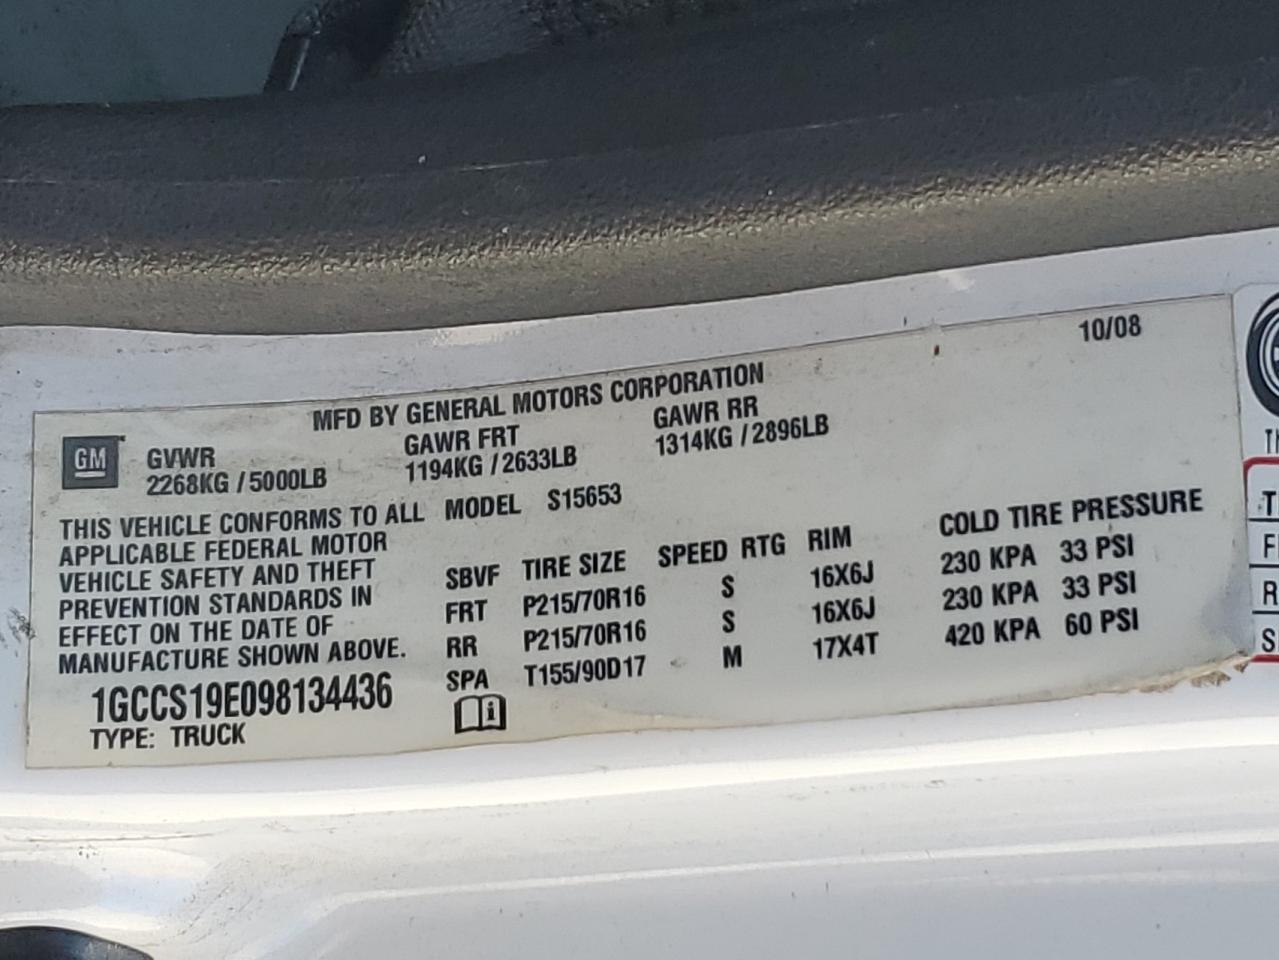 10/08
MFD BY GENERAL MOTORS CORPORATION
GM GVWR GAWR FRT GAWR RR
2268KG / 5000LB 1194KG / 2633LB 1314KG / 2896LB
THIS VEHICLE CONFORMS TO ALL
APPLICABLE FEDERAL MOTOR
VEHICLE SAFETY AND THEFT
PREVENTION STANDARDS IN
EFFECT ON THE DATE OF
MANUFACTURE SHOWN ABOVE.
1GCCS19E098134436
TYPE: TRUCK
MODEL S15653
SBVF TIRE SIZE SPEED RTG RIM COLD TIRE PRESSURE
FRT P215/70R16 S 16X6J 230 KPA 33 PSI
RR P215/70R16 S 16X6J 230 KPA 33 PSI
SPA T155/90D17 M 17X4T 420 KPA 60 PSI
i